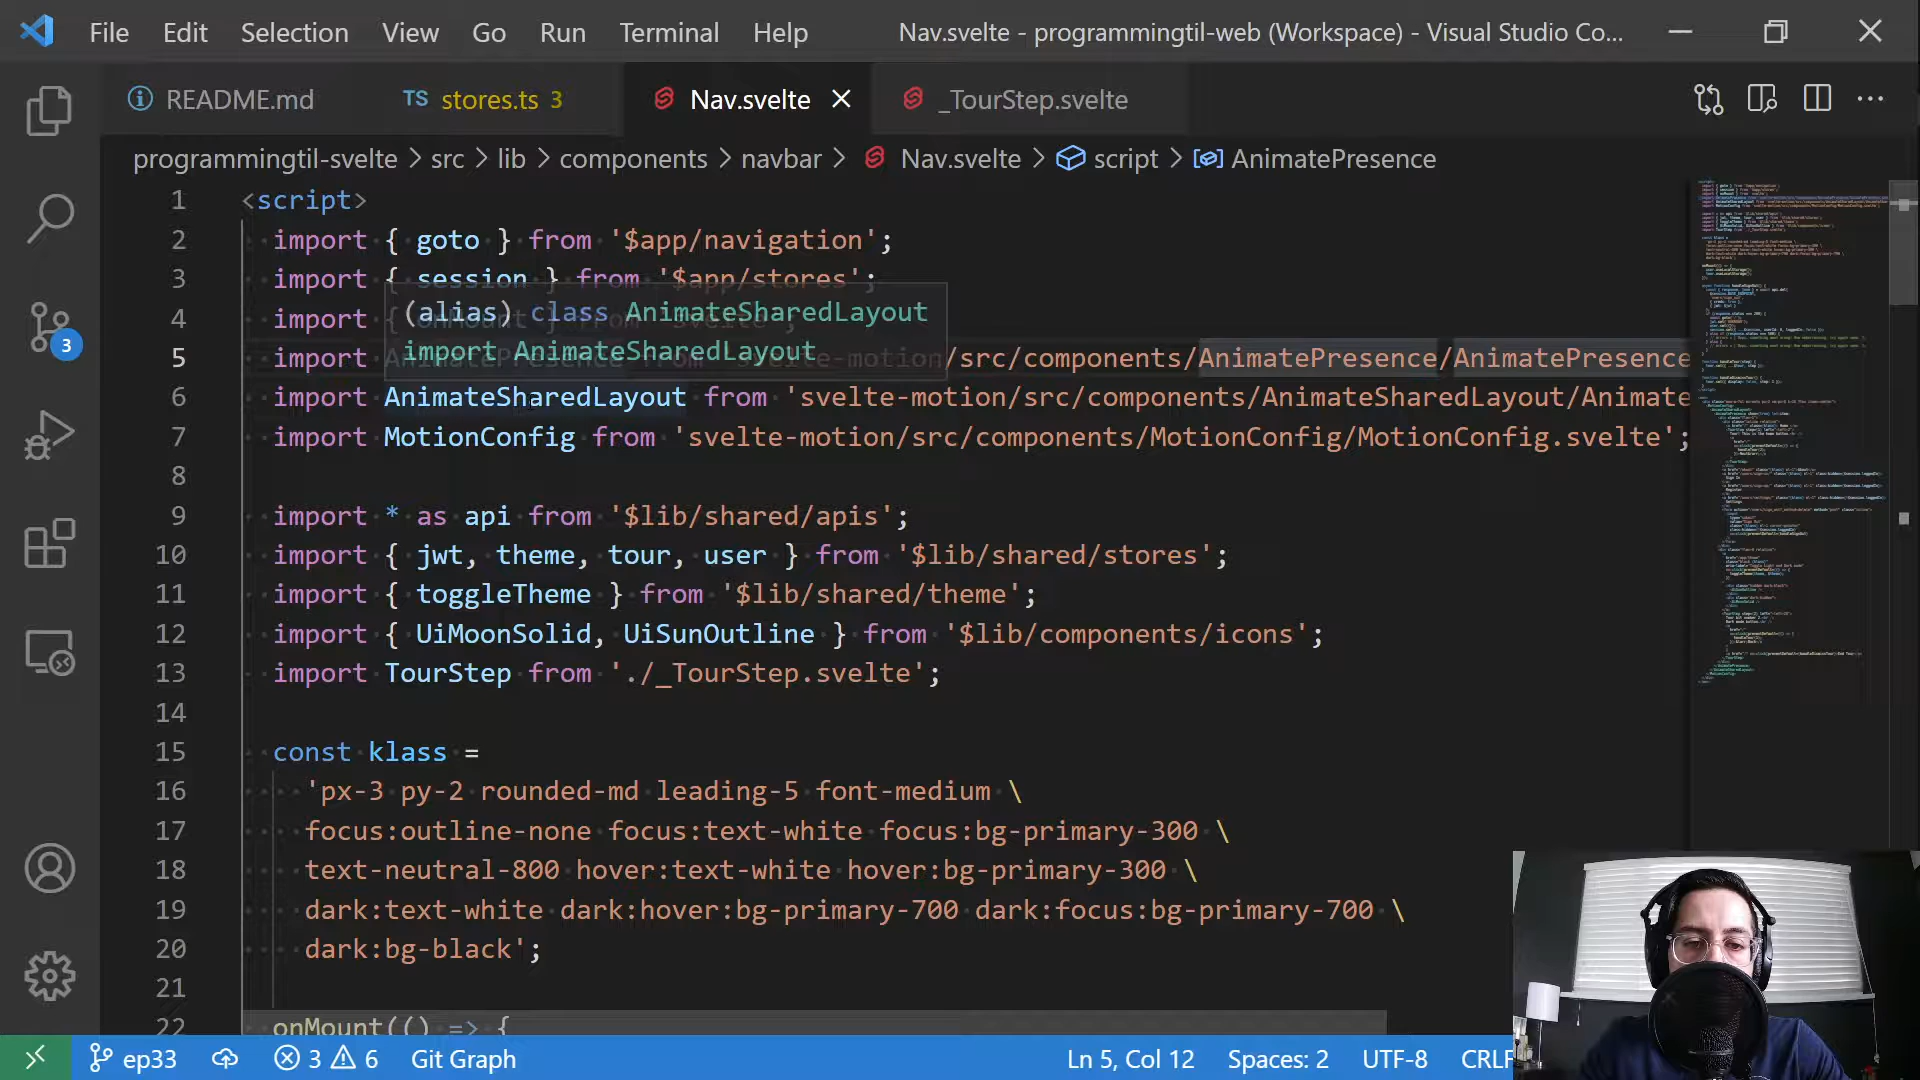 File Edit Selection View Go Run Terminal Help Nav.svelte - programmingtil-web (Workspace) - Visual Studio Co...
README.md TS stores.ts 3 Nav.svelte _TourStep.svelte
programmingtil-svelte > src > lib > components > navbar > Nav.svelte > script > AnimatePresence
1 <script>
2 import { goto } from '$app/navigation';
3 import { session } from '$app/stores';
(alias) class AnimateSharedLayout
4 import { onMount } from 'svelte';
import AnimateSharedLayout
5 import AnimatePresence from 'svelte-motion/src/components/AnimatePresence/AnimatePresence
6 import AnimateSharedLayout from 'svelte-motion/src/components/AnimateSharedLayout/Animate
7 import MotionConfig from 'svelte-motion/src/components/MotionConfig/MotionConfig.svelte';
8
9 import * as api from '$lib/shared/apis';
10 import { jwt, theme, tour, user } from '$lib/shared/stores';
11 import { toggleTheme } from '$lib/shared/theme';
12 import { UiMoonSolid, UiSunOutline } from '$lib/components/icons';
13 import TourStep from './_TourStep.svelte';
14
15 const klass =
16 'px-3 py-2 rounded-md leading-5 font-medium \
17 focus:outline-none focus:text-white focus:bg-primary-300 \
18 text-neutral-800 hover:text-white hover:bg-primary-300 \
19 dark:text-white dark:hover:bg-primary-700 dark:focus:bg-primary-700 \
20 dark:bg-black';
21
22 onMount(() => {
3
ep33 3 6 Git Graph Ln 5, Col 12 Spaces: 2 UTF-8 CRLF